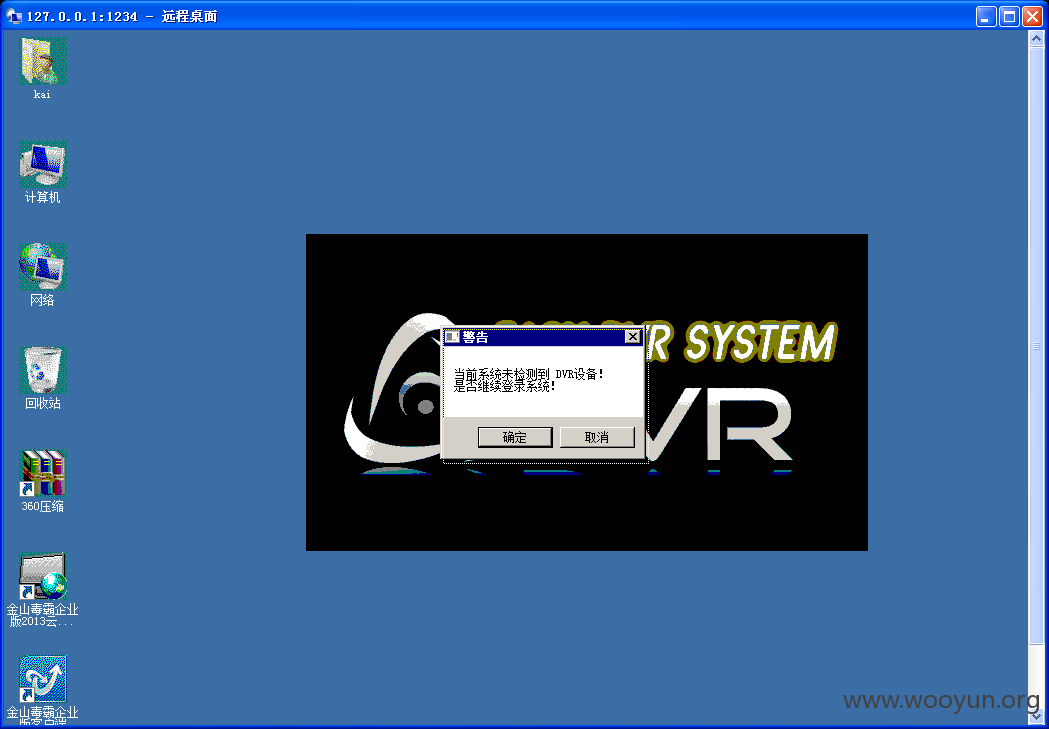 127.0.0.1:1234 - 远程桌面
kai
计算机
网络
回收站
360压缩
金山毒霸企业
版2013云...
金山毒霸企业
VR SYSTEM
警告
当前系统未检测到 DVR设备!
是否继续登录系统!
确定
取消
VR
www.wooyun.org